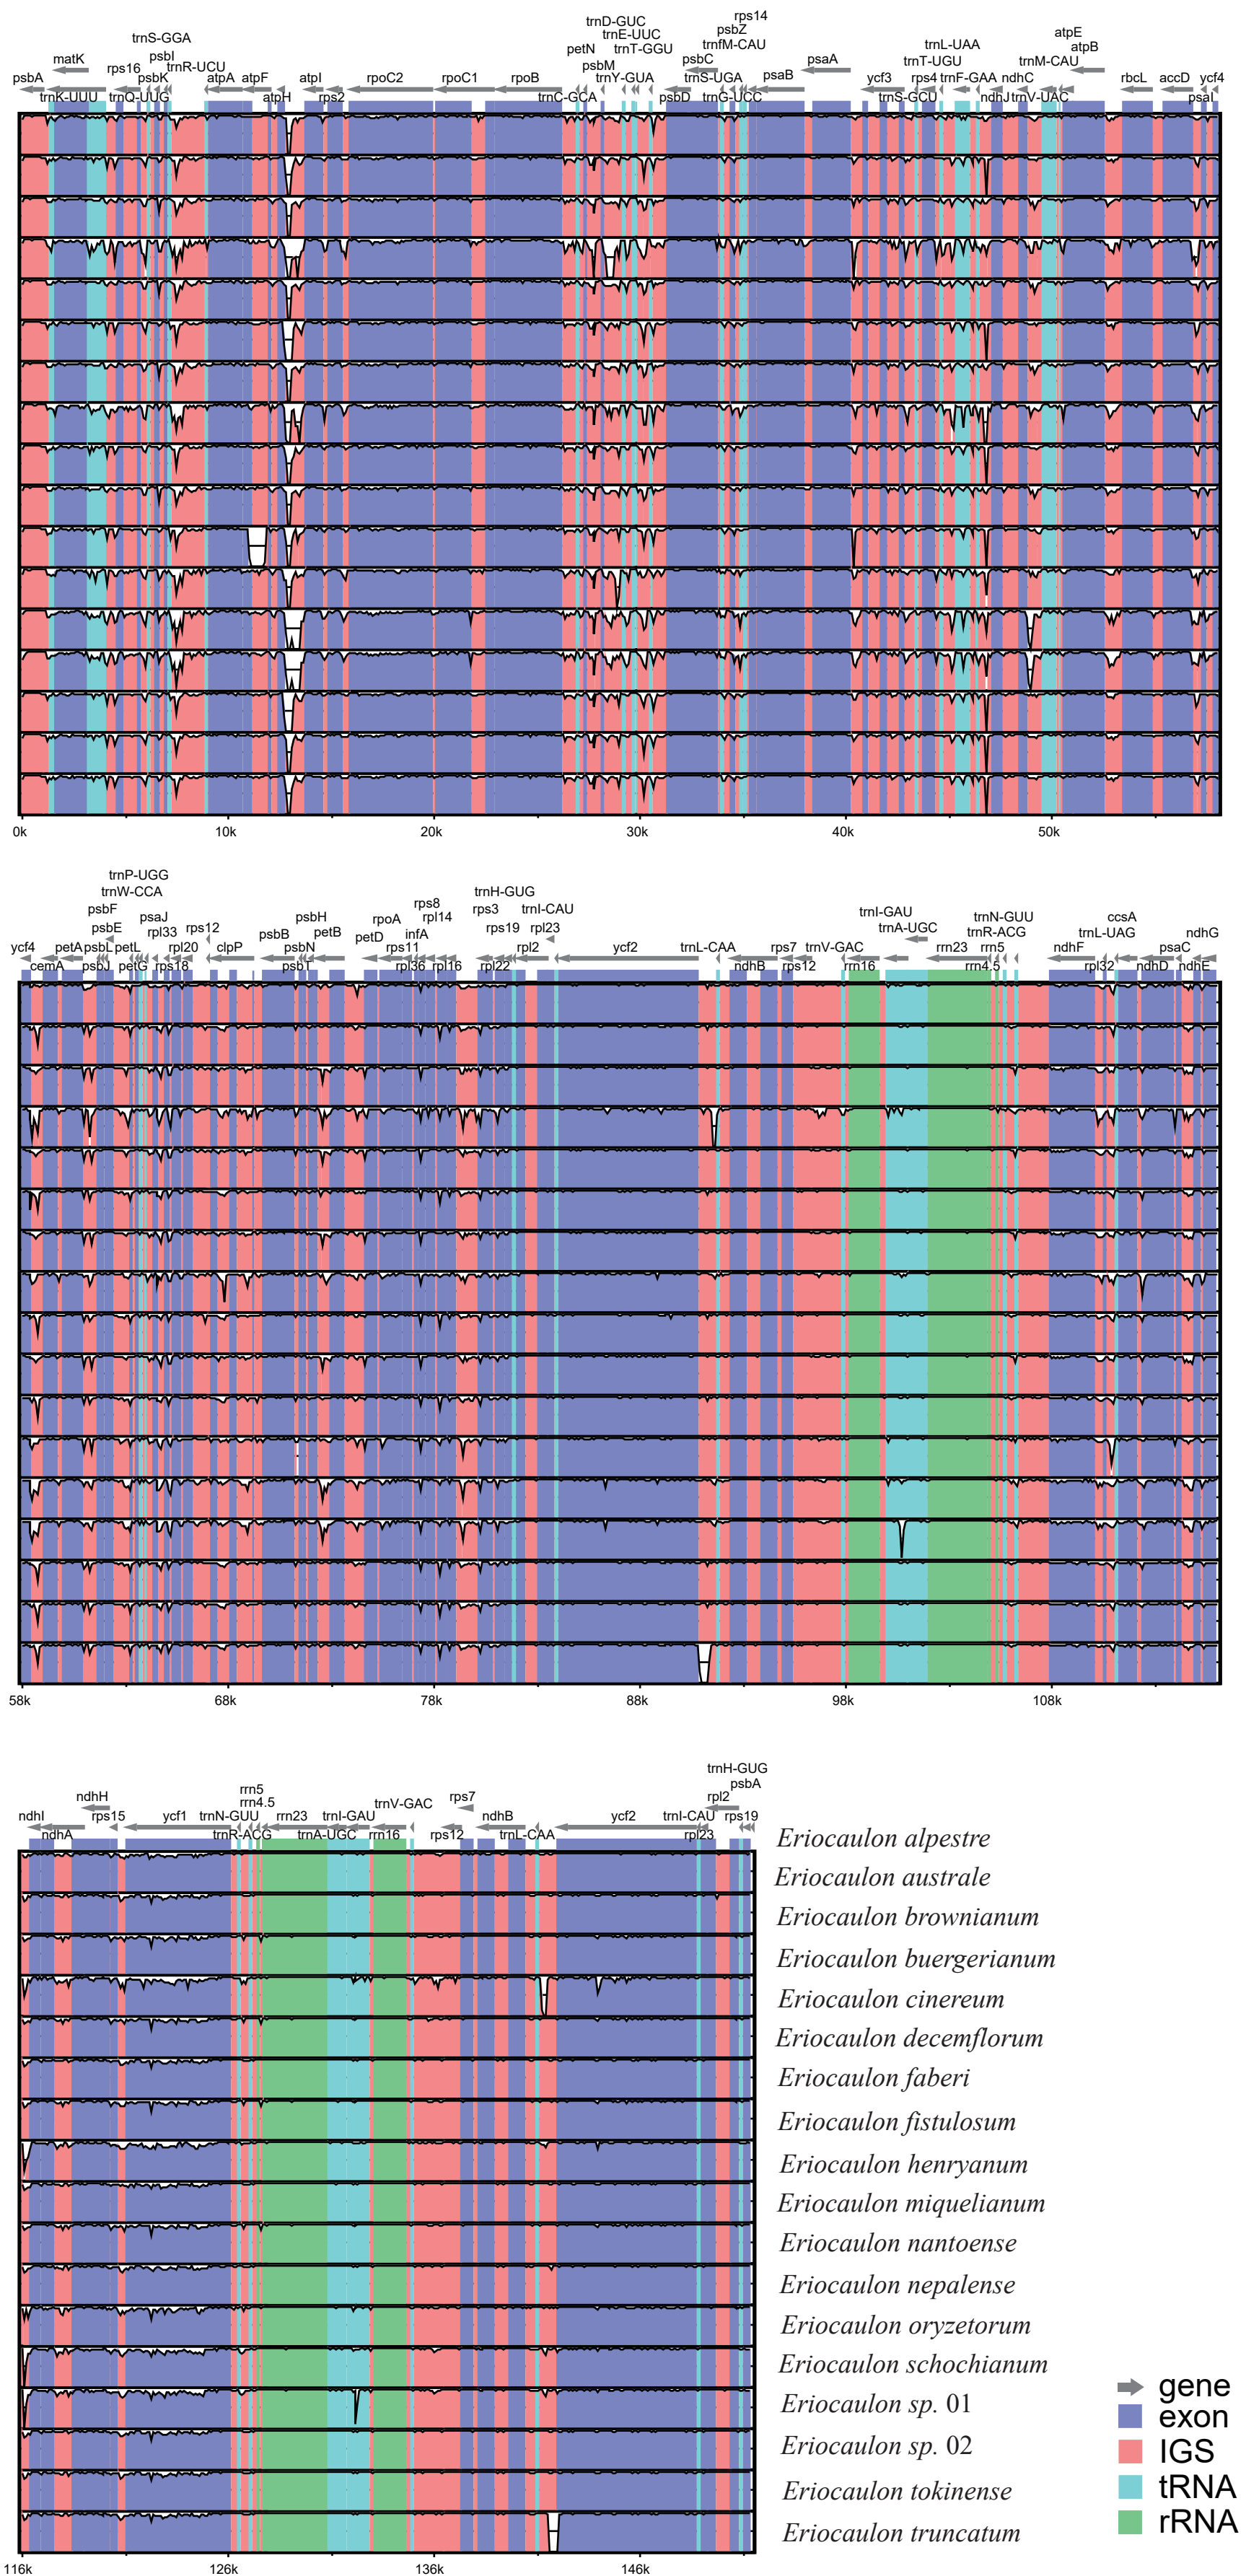 rps14
trnD-GUC
psbZ
trnS-GGA
trnE-UUC
trnfM-CAU
trnL-UAA
atpE
matK
psbI
petN
trnT-GGU
psbC
psaA
trnT-UGU
trnM-CAU
atpB
rps16
trnR-UCU
psbM
psbA
psbK
atpA
atpF
atpI
rpoC2
rpoC1
rpoB
trnY-GUA
trnS-UGA
psaB
ycf3
rps4
trnF-GAA
ndhC
rbcL
accD
ycf4
trnK-UUU
trnQ-UUG
atpH
rps2
trnC-GCA
psbD
trnG-UCC
trnS-GCU
ndhJ
trnV-UAC
psaI
0k 10k 20k 30k 40k 50k
trnP-UGG
trnW-CCA
trnH-GUG
rps8
psbF
psaJ
psbH
rpoA
rpl14
rps3
trnI-CAU
trnI-GAU
trnN-GUU
ccsA
psbE
rpl33
rps12
psbB
petB
petD
infA
rps19
rpl23
trnA-UGC
trnR-ACG
trnL-UAG
ndhG
ycf4
petA
psbL
petL
rpl20
clpP
psbN
rps11
rpl2
ycf2
trnL-CAA
rps7
trnV-GAC
rrn23
rrn5
ndhF
psaC
cemA
psbJ
petG
rps18
psbT
rpl36
rpl16
rpl22
ndhB
rps12
rrn16
rrn4.5
rpl32
ndhD
ndhE
58k 68k 78k 88k 98k 108k
trnH-GUG
rrn5
psbA
ndhH
rrn4.5
trnV-GAC
rps7
rpl2
ndhI
rps15
ycf1
trnN-GUU
rrn23
trnI-GAU
ndhB
ycf2
trnI-CAU
rps19
ndhA
trnR-ACG
trnA-UGC
rrn16
rps12
trnL-CAA
rpl23
Eriocaulon alpestre
Eriocaulon australe
Eriocaulon brownianum
Eriocaulon buergerianum
Eriocaulon cinereum
Eriocaulon decemflorum
Eriocaulon faberi
Eriocaulon fistulosum
Eriocaulon henryanum
Eriocaulon miquelianum
Eriocaulon nantoense
Eriocaulon nepalense
Eriocaulon oryzetorum
Eriocaulon schochianum
Eriocaulon sp. 01
Eriocaulon sp. 02
Eriocaulon tokinense
Eriocaulon truncatum
gene
exon
IGS
tRNA
rRNA
116k 126k 136k 146k